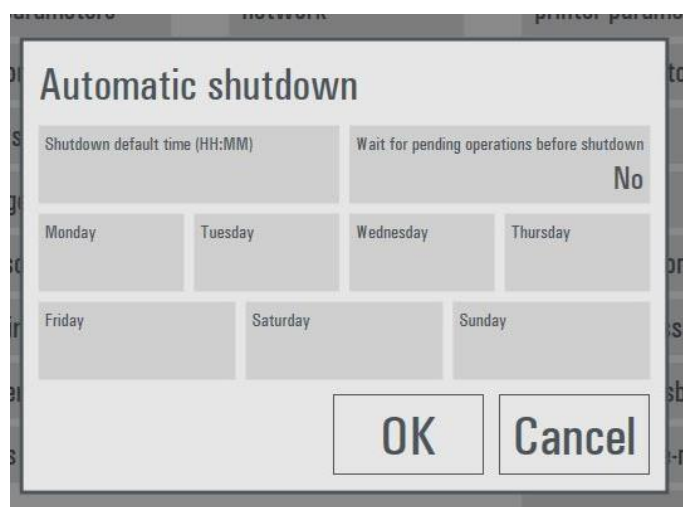 network
Automatic shutdown
Shutdown default time (HH:MM)
Wait for pending operations before shutdown
No
Monday
Tuesday
Wednesday
Thursday
Friday
Saturday
Sunday
OK
Cancel